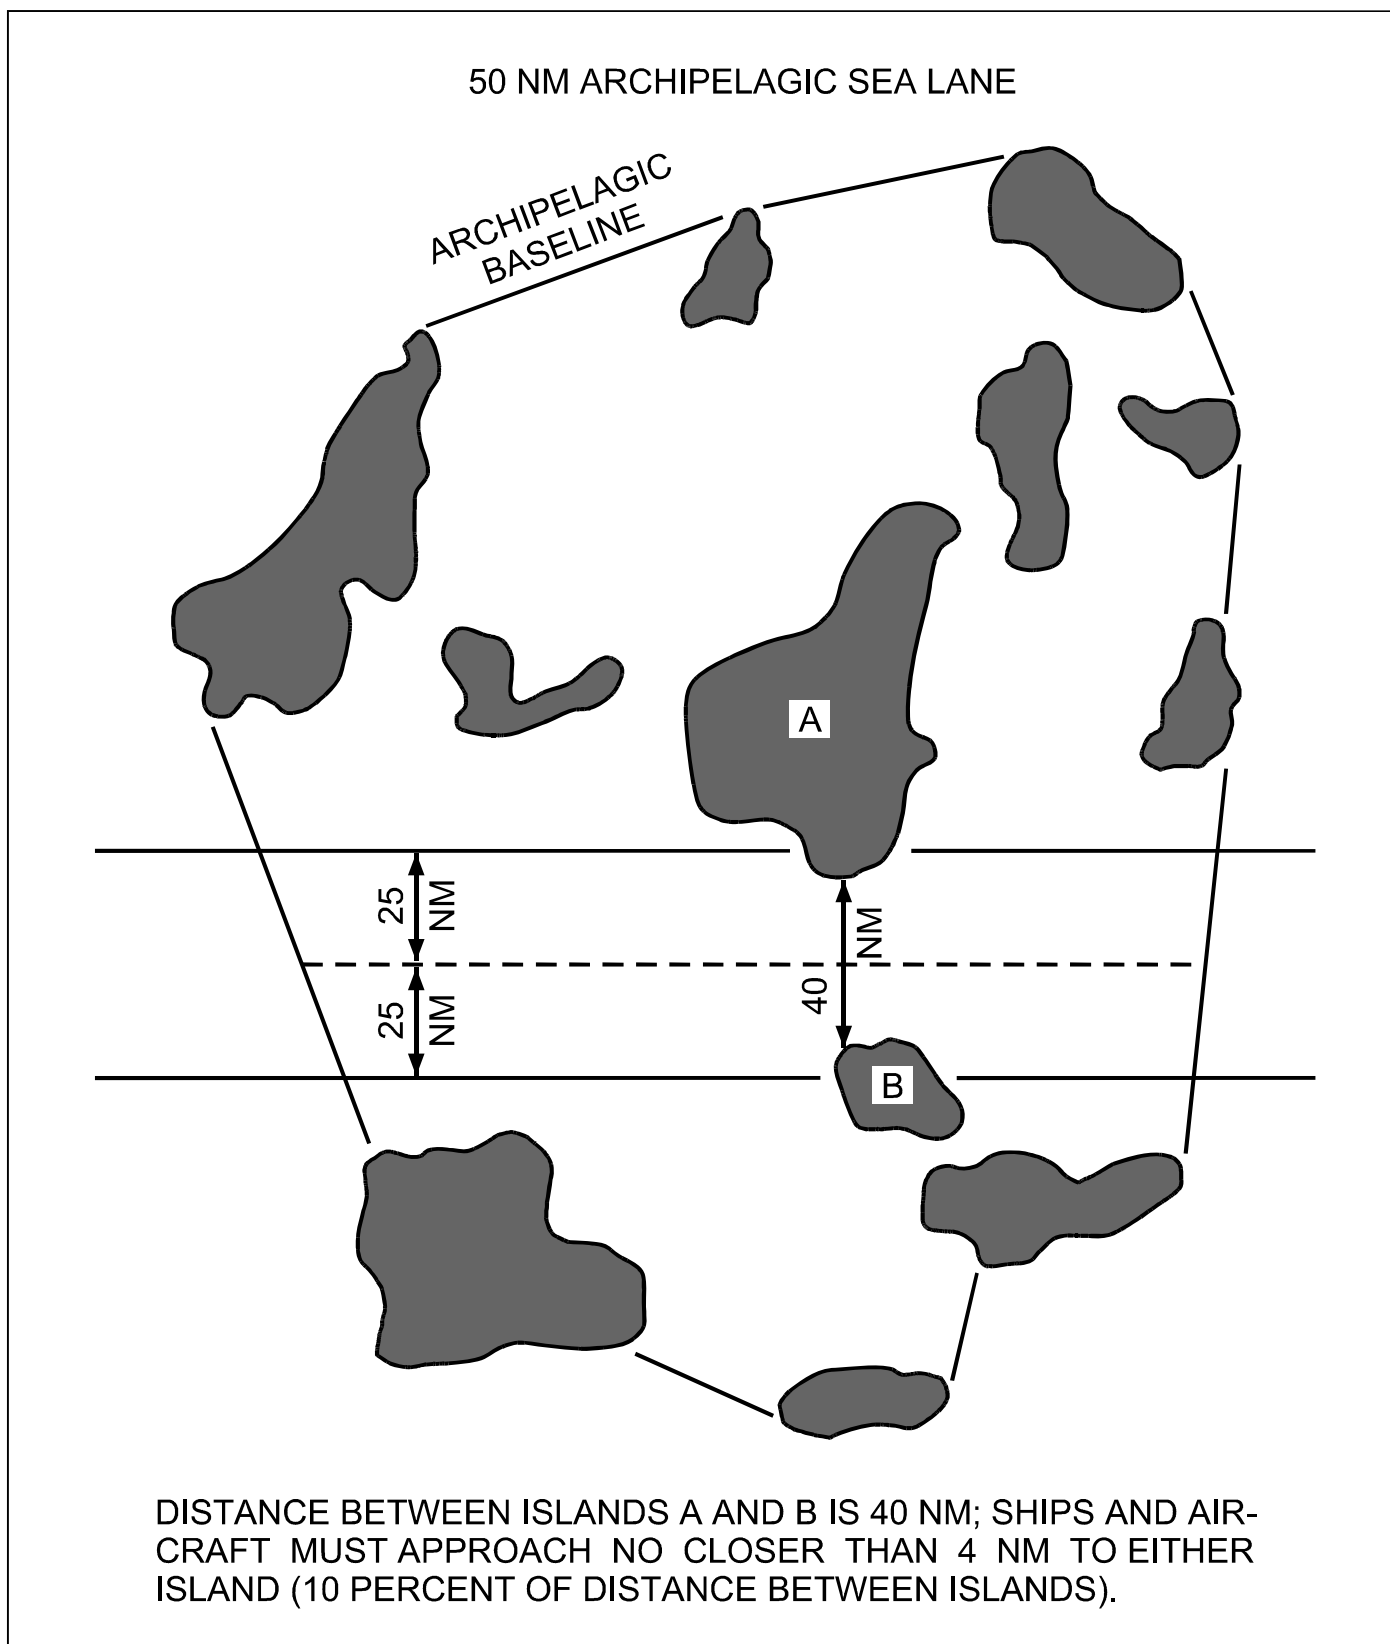 50 NM ARCHIPELAGIC SEA LANE
ARCHIPELAGIC
BASELINE
A
25
NM
NM
40
25
NM
B
DISTANCE BETWEEN ISLANDS A AND B IS 40 NM; SHIPS AND AIR-
CRAFT MUST APPROACH NO CLOSER THAN 4 NM TO EITHER
ISLAND (10 PERCENT OF DISTANCE BETWEEN ISLANDS).